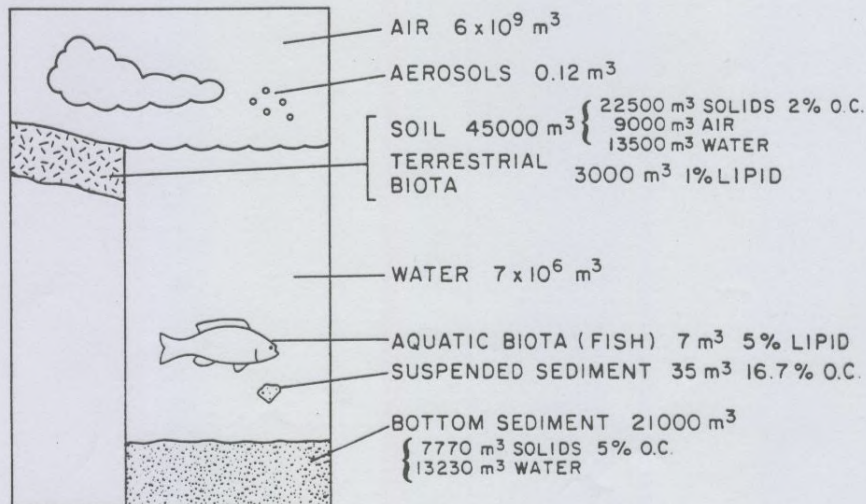 AIR 6 x 10⁹ m³
AEROSOLS 0.12 m³
SOIL 45000 m³ { 22500 m³ SOLIDS 2% O.C.
9000 m³ AIR
13500 m³ WATER
TERRESTRIAL
BIOTA 3000 m³ 1% LIPID
WATER 7 x 10⁶ m³
AQUATIC BIOTA (FISH) 7 m³ 5% LIPID
SUSPENDED SEDIMENT 35 m³ 16.7% O.C.
BOTTOM SEDIMENT 21000 m³
{ 7770 m³ SOLIDS 5% O.C.
13230 m³ WATER